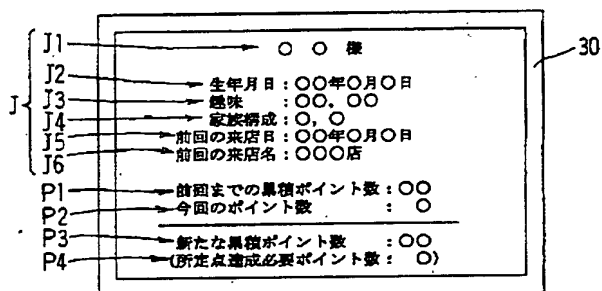 J1 ○ ○ 様 30
J2 生年月日:○○年○月○日
J J3 趣味 :○○，○○
J4 家族構成:○，○
J5 前回の来店日:○○年○月○日
J6 前回の来店名:○○○店
P1 前回までの累積ポイント数:○○
P2 今回のポイント数 : ○
P3 新たな累積ポイント数 :○○
P4 (所定点達成必要ポイント数: ○)